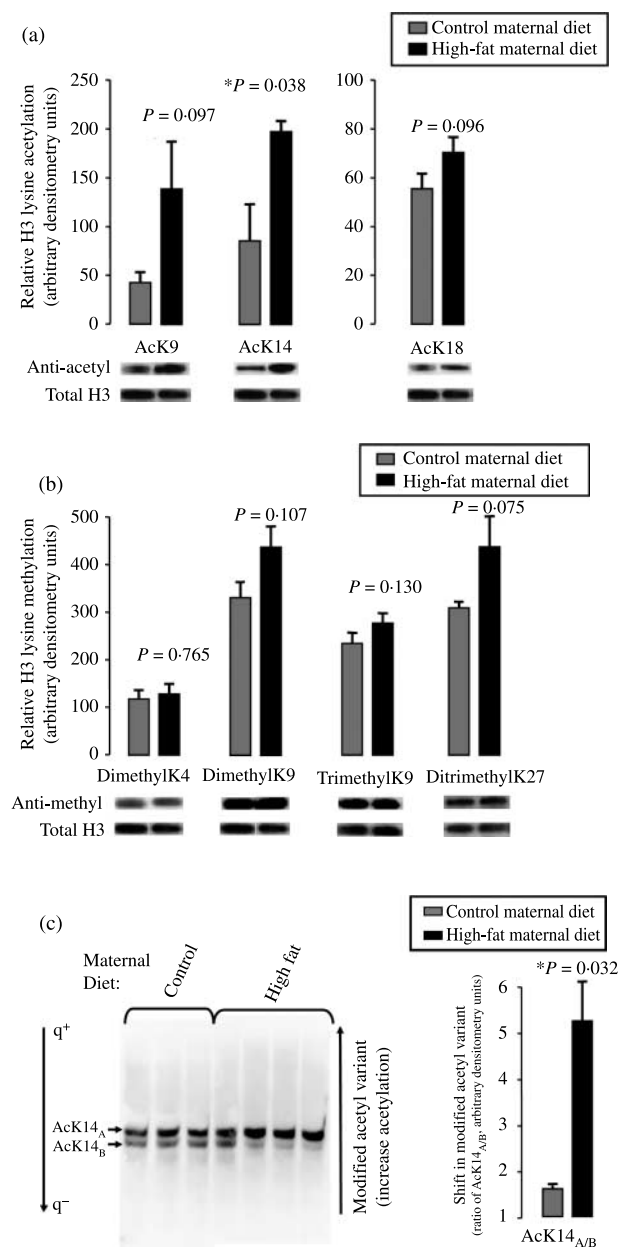 (a)
Control maternal diet
High-fat maternal diet
Relative H3 lysine acetylation
(arbitrary densitometry units)
250
200
150
100
50
0
P = 0·097
*P = 0·038
100
80
60
40
20
0
P = 0·096
AcK9
AcK14
AcK18
Anti-acetyl
Total H3
(b)
Control maternal diet
High-fat maternal diet
Relative H3 lysine methylation
(arbitrary densitometry units)
500
400
300
200
100
0
P = 0·765
P = 0·107
P = 0·130
P = 0·075
DimethylK4
DimethylK9
TrimethylK9
DitrimethylK27
Anti-methyl
Total H3
(c)
Maternal
Diet:
Control
High fat
q+
AcK14A
AcK14B
q−
Modified acetyl variant
(increase acetylation)
Control maternal diet
High-fat maternal diet
*P = 0·032
Shift in modified acetyl variant
(ratio of AcK14A/B, arbitrary densitometry units)
6
5
4
3
2
1
AcK14A/B